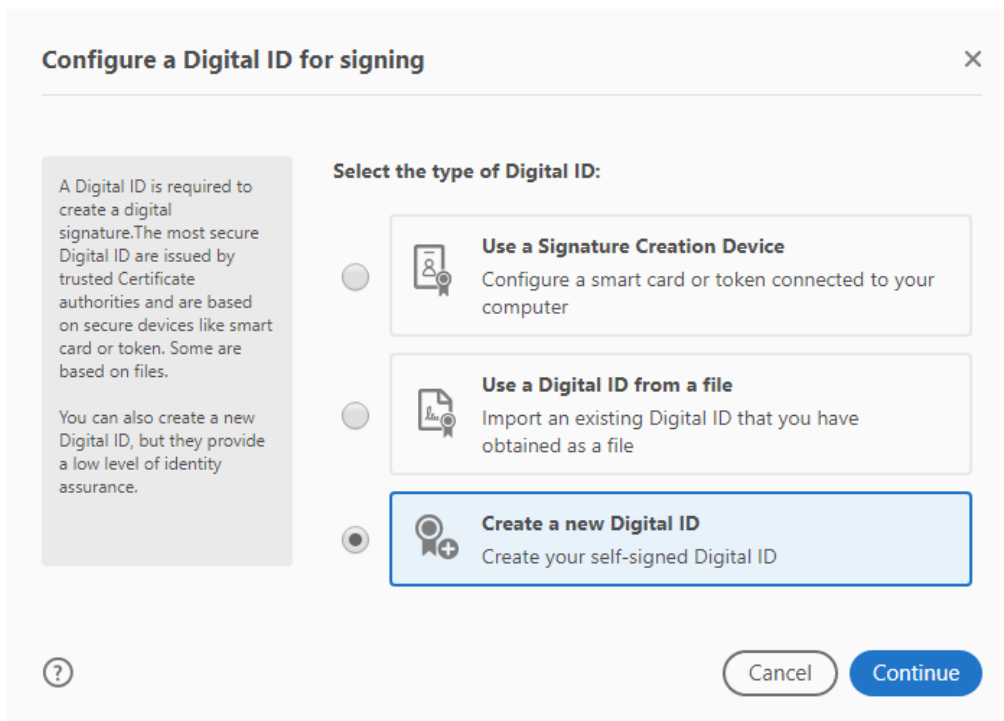 Configure a Digital ID for signing
A Digital ID is required to
create a digital
signature.The most secure
Digital ID are issued by
trusted Certificate
authorities and are based
on secure devices like smart
card or token. Some are
based on files.
You can also create a new
Digital ID, but they provide
a low level of identity
assurance.
Select the type of Digital ID:
Use a Signature Creation Device
Configure a smart card or token connected to your
computer
Use a Digital ID from a file
Import an existing Digital ID that you have
obtained as a file
Create a new Digital ID
Create your self-signed Digital ID
?
Cancel
Continue